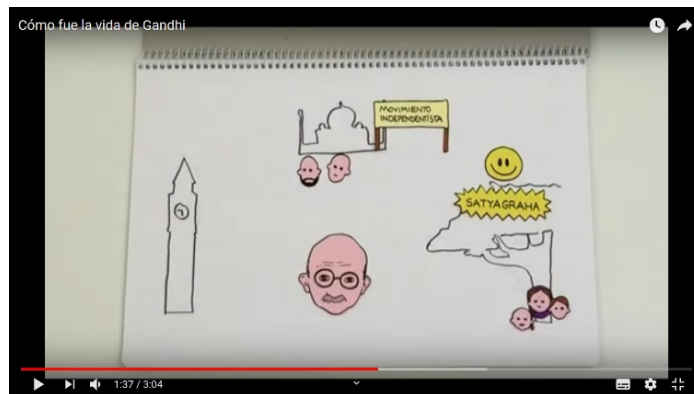 Cómo fue la vida de Gandhi
MOVIMIENTO
INDEPENDENTISTA
SATYAGRAHA
1:37 / 3:04